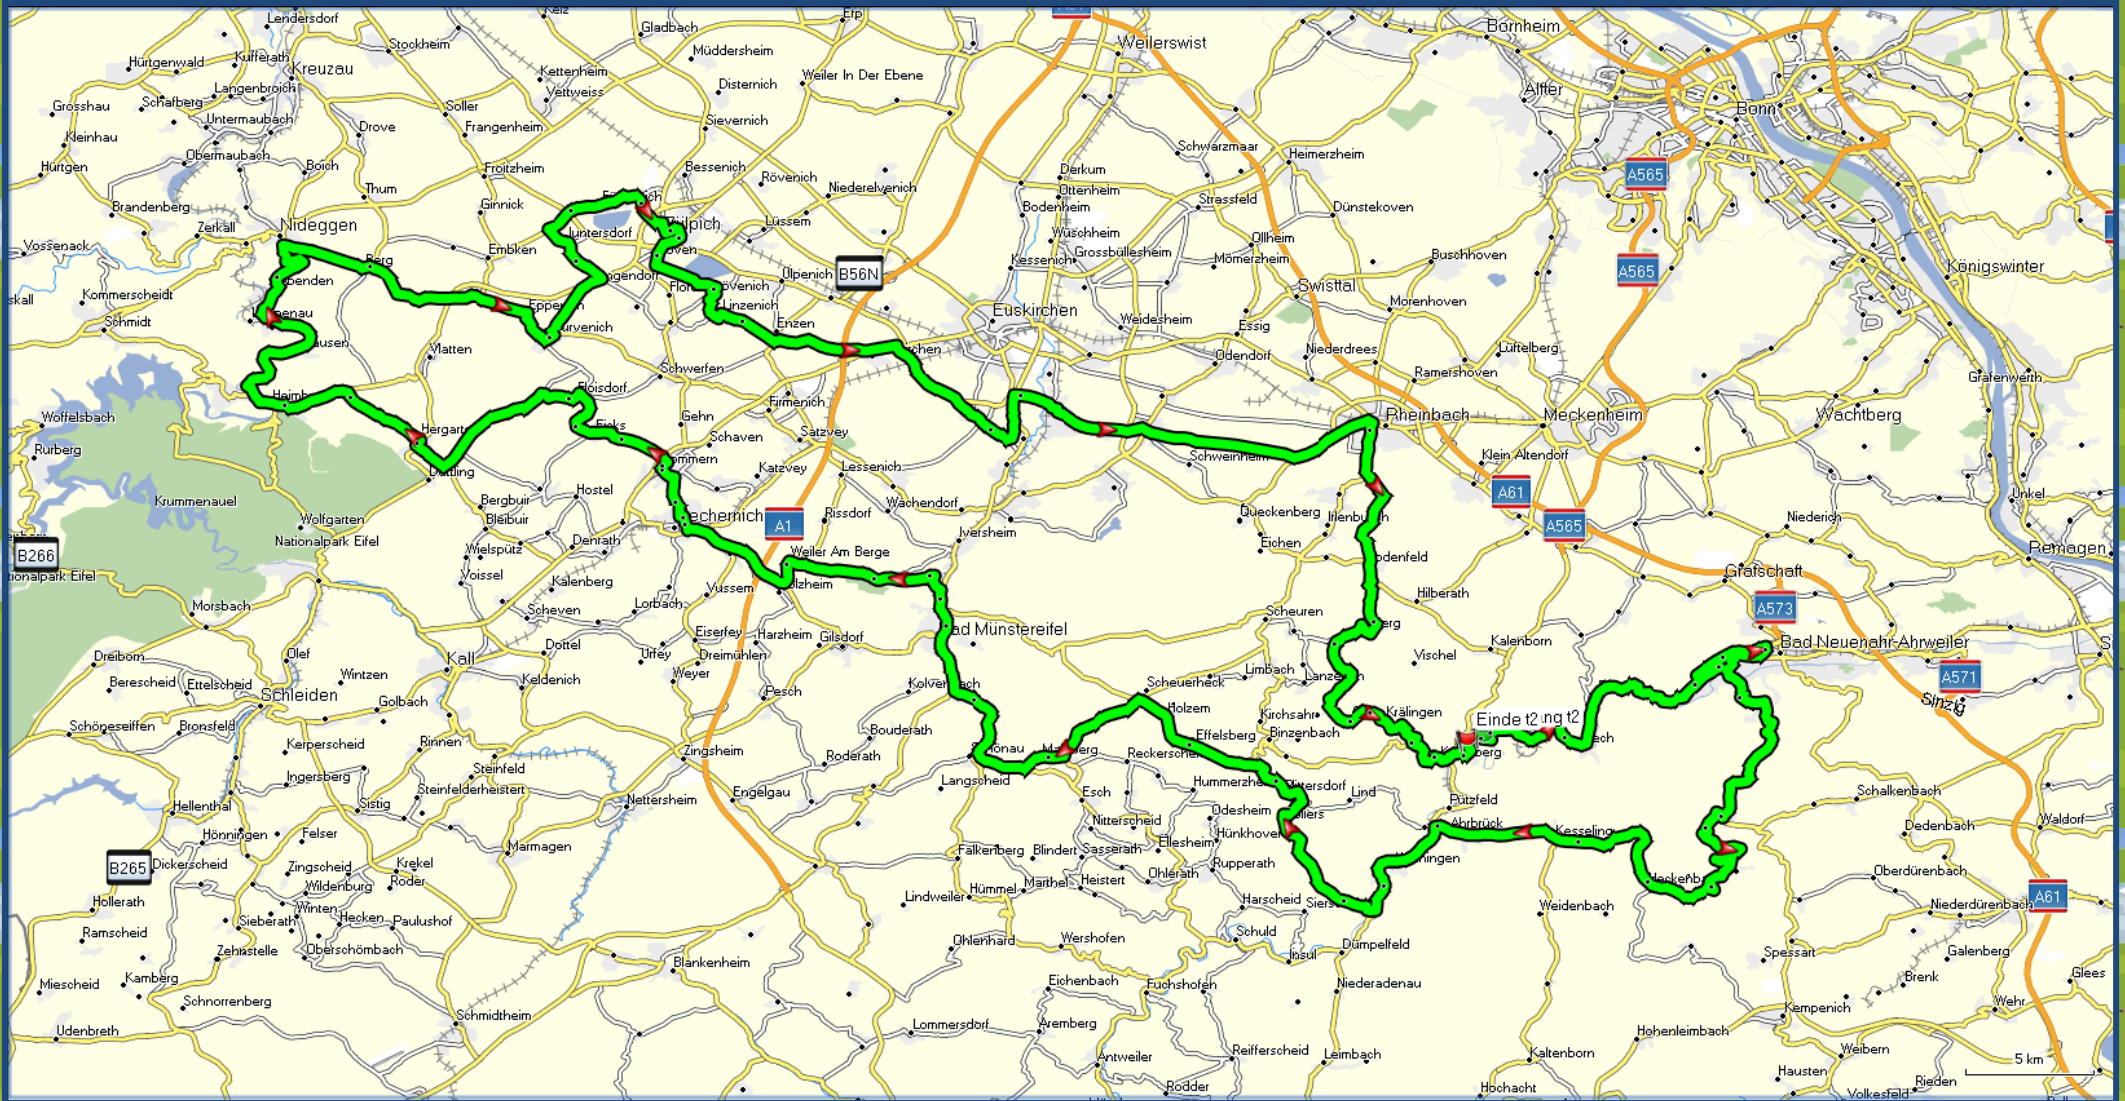 Lendersdorf
Kelz
Gladbach
Erp
Weilerswist
Bornheim
Stockheim
Hürtgenwald
Kufferath
Kreuzau
Müddersheim
Kettenheim
Vettweiss
Disternich
Weiler In Der Ebene
Langenbroich
Schafberg
Grosshau
Alfter
Bonn
Soller
Untermaubach
Drove
Frangenheim
Sievernich
Kleinhau
Hürtgen
Obermaubach
Boich
Froitzheim
Bessenich
Rövenich
Niederelvenich
Schwarzmaar
Heimerzheim
Derkum
Ottenheim
A565
Thum
Ginnick
Brandenberg
Bodenheim
Strassfeld
Dünstekoven
Nideggen
Zerkall
Lüssem
Vossenack
Embken
Wüschheim
Grossbüllesheim
Ollheim
Buschhoven
Mömerzheim
Kessenich
Königswinter
A565
B56N
Ülpenich
Kommerscheidt
Swisttal
Morenhoven
Linzenich
Euskirchen
Schmidt
Enzen
Weidesheim
Essig
Vlatten
Odendorf
Niederdrees
Lüftelberg
Schwerfen
Ramershoven
Grafenwerth
Firmenich
Floisdorf
Woffelsbach
Gehn
Rheinbach
Meckenheim
Wachtberg
Schaven
Satzvey
Rurberg
Schweinheim
Klein Altendorf
Katzvey
Lessenich
Krummenauel
Bergbuir
Bleibuir
Hostel
Wachendorf
A61
Unkel
Wolfgarten
Rissdorf
A1
Queckenberg
Niederich
A565
Nationalpark Eifel
Iversheim
Eichen
Wielspütz
Denrath
Weiler Am Berge
Remagen
B266
Voissel
Kalenberg
Vussem
Grafschaft
Hilberath
A573
Morsbach
Scheven
Lorbach
Scheuren
Eiserfey
Harzheim
Gilsdorf
Kalenborn
Bad Neuenahr-Ahrweiler
Dreiborn
Olef
Kall
Dottel
Urfey
Dreimühlen
Vischel
Limbach
Berescheid
Ettelscheid
Wintzen
Keldenich
Weyer
Pesch
Scheuerheck
A571
Schleiden
Golbach
Holzem
Kirchsahr
Krälingen
Einde t2
Sinzig
Schöneseiffen
Bronsfeld
Bouderath
Effelsberg
Binzenbach
Kerperscheid
Rinnen
Zingsheim
Roderath
Steinfeld
Ingersberg
Steinfelderheistert
Langscheid
Lind
Schalkenbach
Hellenthal
Sistig
Nettersheim
Engelgau
Esch
Pützfeld
Odesheim
Ahrbrück
Kesseling
Waldorf
Nitterscheid
Hönningen
Felser
Dedenbach
Marmagen
Ellesheim
B265
Dickerscheid
Zingscheid
Krekel
Falkenberg
Blindert
Sasserath
Rupperath
Oberdürenbach
Wildenburg
Roder
Ohlerath
Hümmel
Marthel
Heistert
A61
Hollerath
Winten
Lindweiler
Harscheid
Weidenbach
Niederdürenbach
Sieberath
Hecken
Paulushof
Ramscheid
Schuld
Zehnstelle
Oberschömbach
Ohlenhard
Wershofen
Dümpelfeld
Spessart
Galenberg
Insul
Blankenheim
Glees
Kamberg
Miescheid
Eichenbach
Fuchshofen
Niederadenau
Brenk
Schnorrenberg
Wehr
Kempenich
Schmidtheim
Udenbreth
Lommersdorf
Aremberg
Hohenleimbach
Antweiler
Reifferscheid
Leimbach
Kaltenborn
Weibern
5 km
Hausten
Rieden
Rodder
Hochacht
Volkesfeld